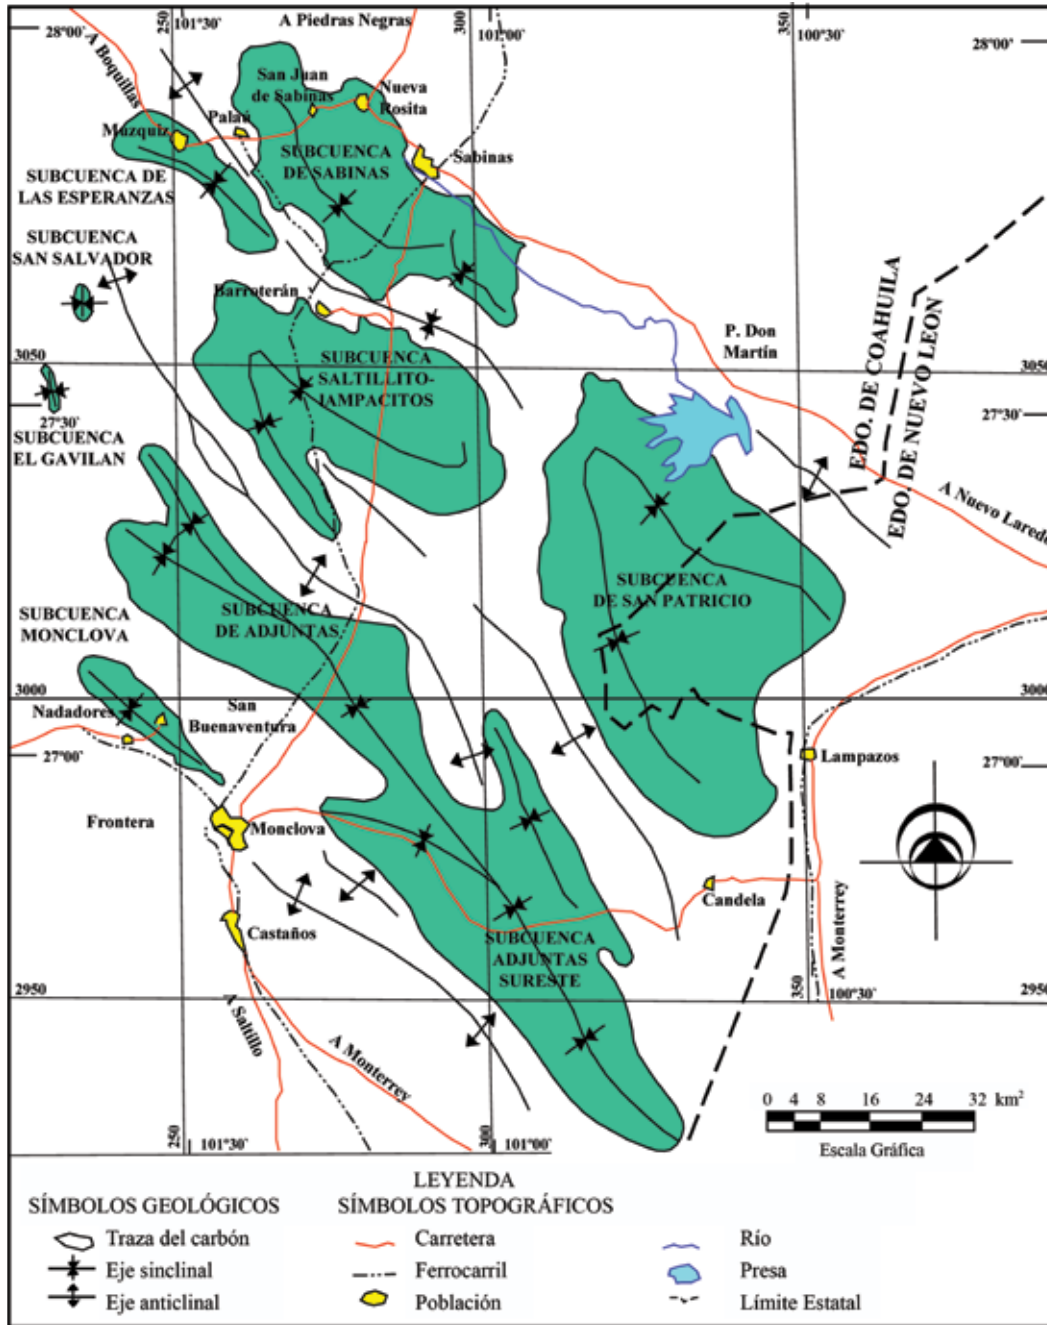 250
101°30'
A Piedras Negras
300
101°00'
350
100°30'
28°00'
28°00'
A Boquillas
San Juan
de Sabinas
Nueva
Rosita
Palaú
Múzquiz
Sabinas
SUBCUENCA
DE SABINAS
SUBCUENCA DE
LAS ESPERANZAS
SUBCUENCA
SAN SALVADOR
Barroterán
P. Don
Martín
EDO. DE COAHUILA
EDO. DE NUEVO LEON
3050
3050
SUBCUENCA
SALTILLITO-
LAMPACITOS
27°30'
27°30'
SUBCUENCA
EL GAVILAN
A Nuevo Laredo
SUBCUENCA
DE SAN PATRICIO
SUBCUENCA
DE ADJUNTAS
SUBCUENCA
MONCLOVA
3000
3000
Nadadores
San
Buenaventura
27°00'
27°00'
Lampazos
Frontera
Monclova
Candela
Castaños
SUBCUENCA
ADJUNTAS
SURESTE
A Monterrey
2950
350
100°30'
2950
A Saltillo
A Monterrey
250
101°30'
300
101°00'
0 4 8 16 24 32 km²
Escala Gráfica
LEYENDA
SÍMBOLOS GEOLÓGICOS
SÍMBOLOS TOPOGRÁFICOS
Traza del carbón
Carretera
Río
Eje sinclinal
Ferrocarril
Presa
Eje anticlinal
Población
Límite Estatal